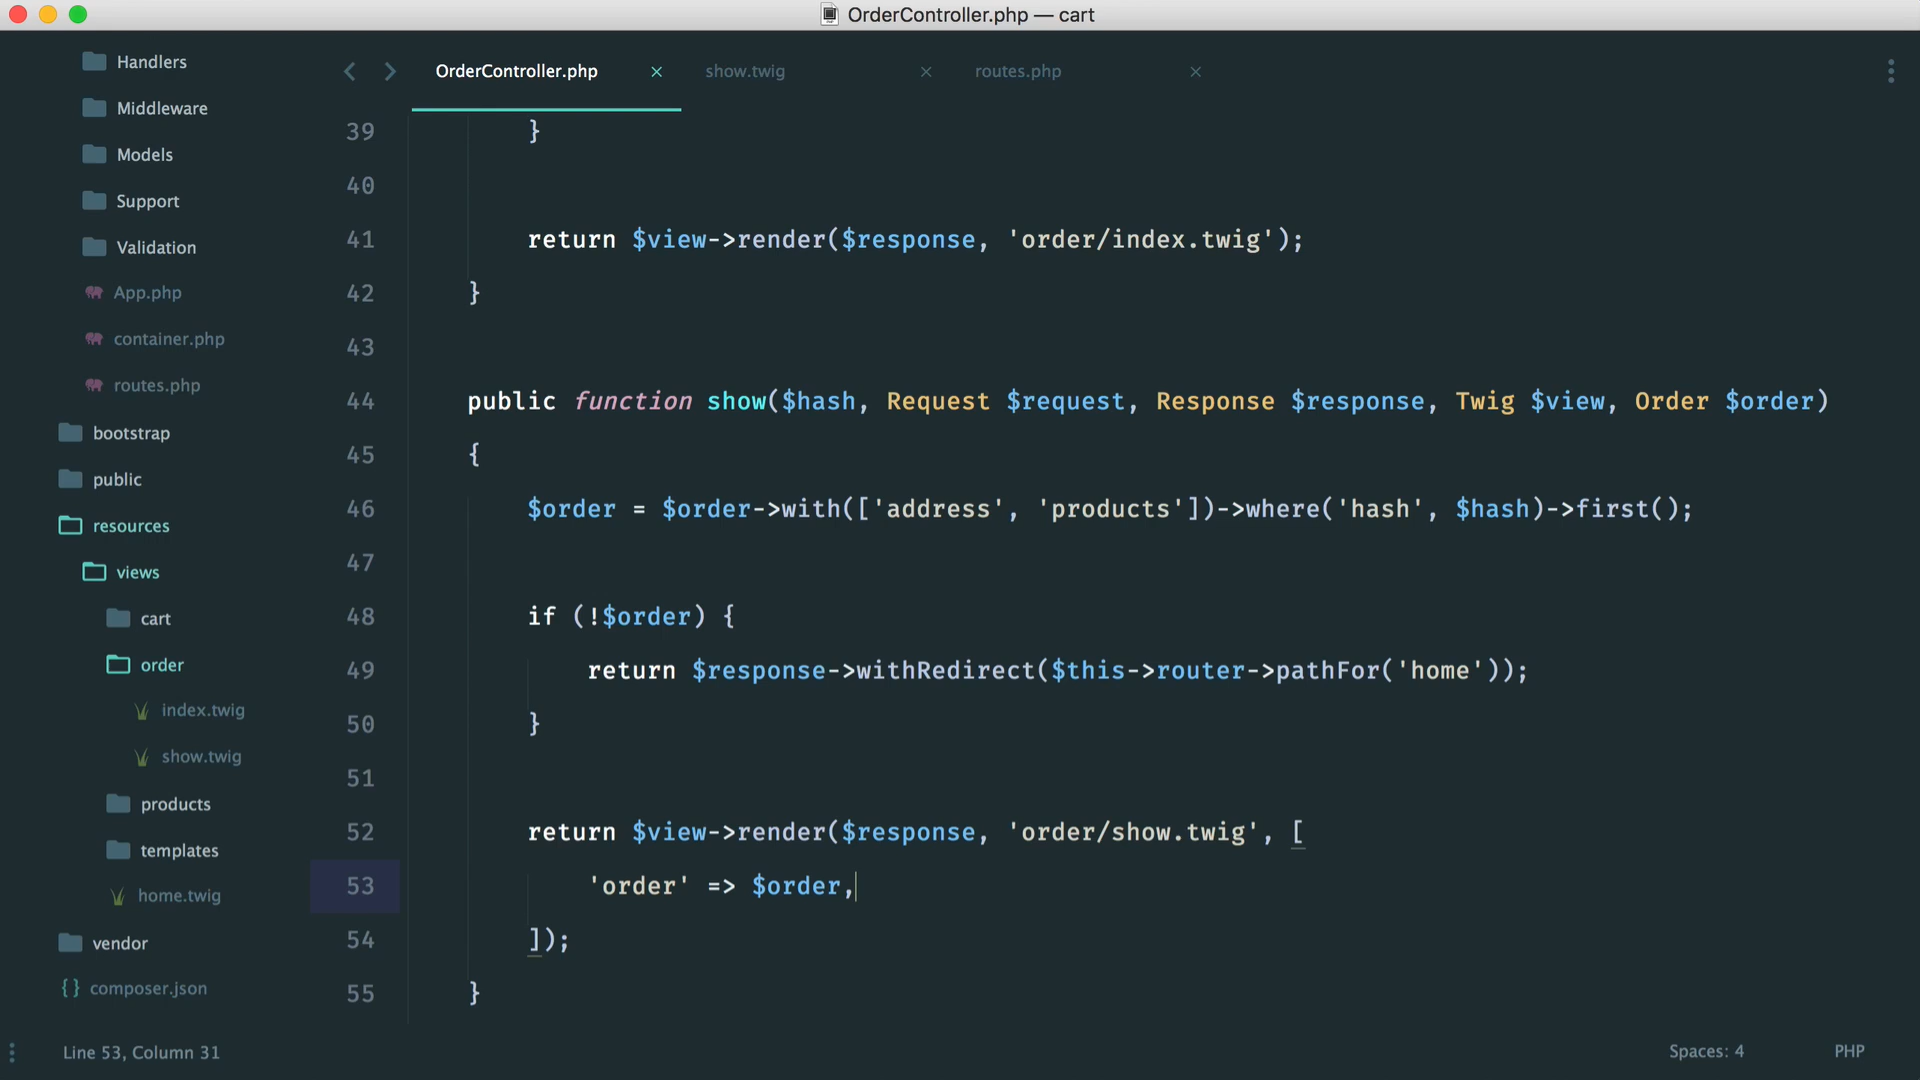 OrderController.php — cart
Handlers
Middleware
Models
Support
Validation
App.php
container.php
routes.php
bootstrap
public
resources
views
cart
order
index.twig
show.twig
products
templates
home.twig
vendor
{} composer.json
OrderController.php × show.twig × routes.php ×
39 }
40
41 return $view->render($response, 'order/index.twig');
42 }
43
44 public function show($hash, Request $request, Response $response, Twig $view, Order $order)
45 {
46 $order = $order->with(['address', 'products'])->where('hash', $hash)->first();
47
48 if (!$order) {
49 return $response->withRedirect($this->router->pathFor('home'));
50 }
51
52 return $view->render($response, 'order/show.twig', [
53 'order' => $order,
54 ]);
55 }
Line 53, Column 31
Spaces: 4 PHP